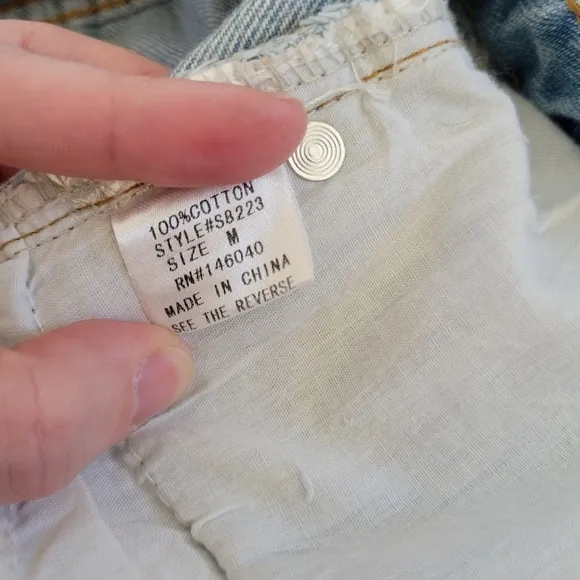 100%COTTON
STYLE#S8223
SIZE M
RN#146040
MADE IN CHINA
SEE THE REVERSE